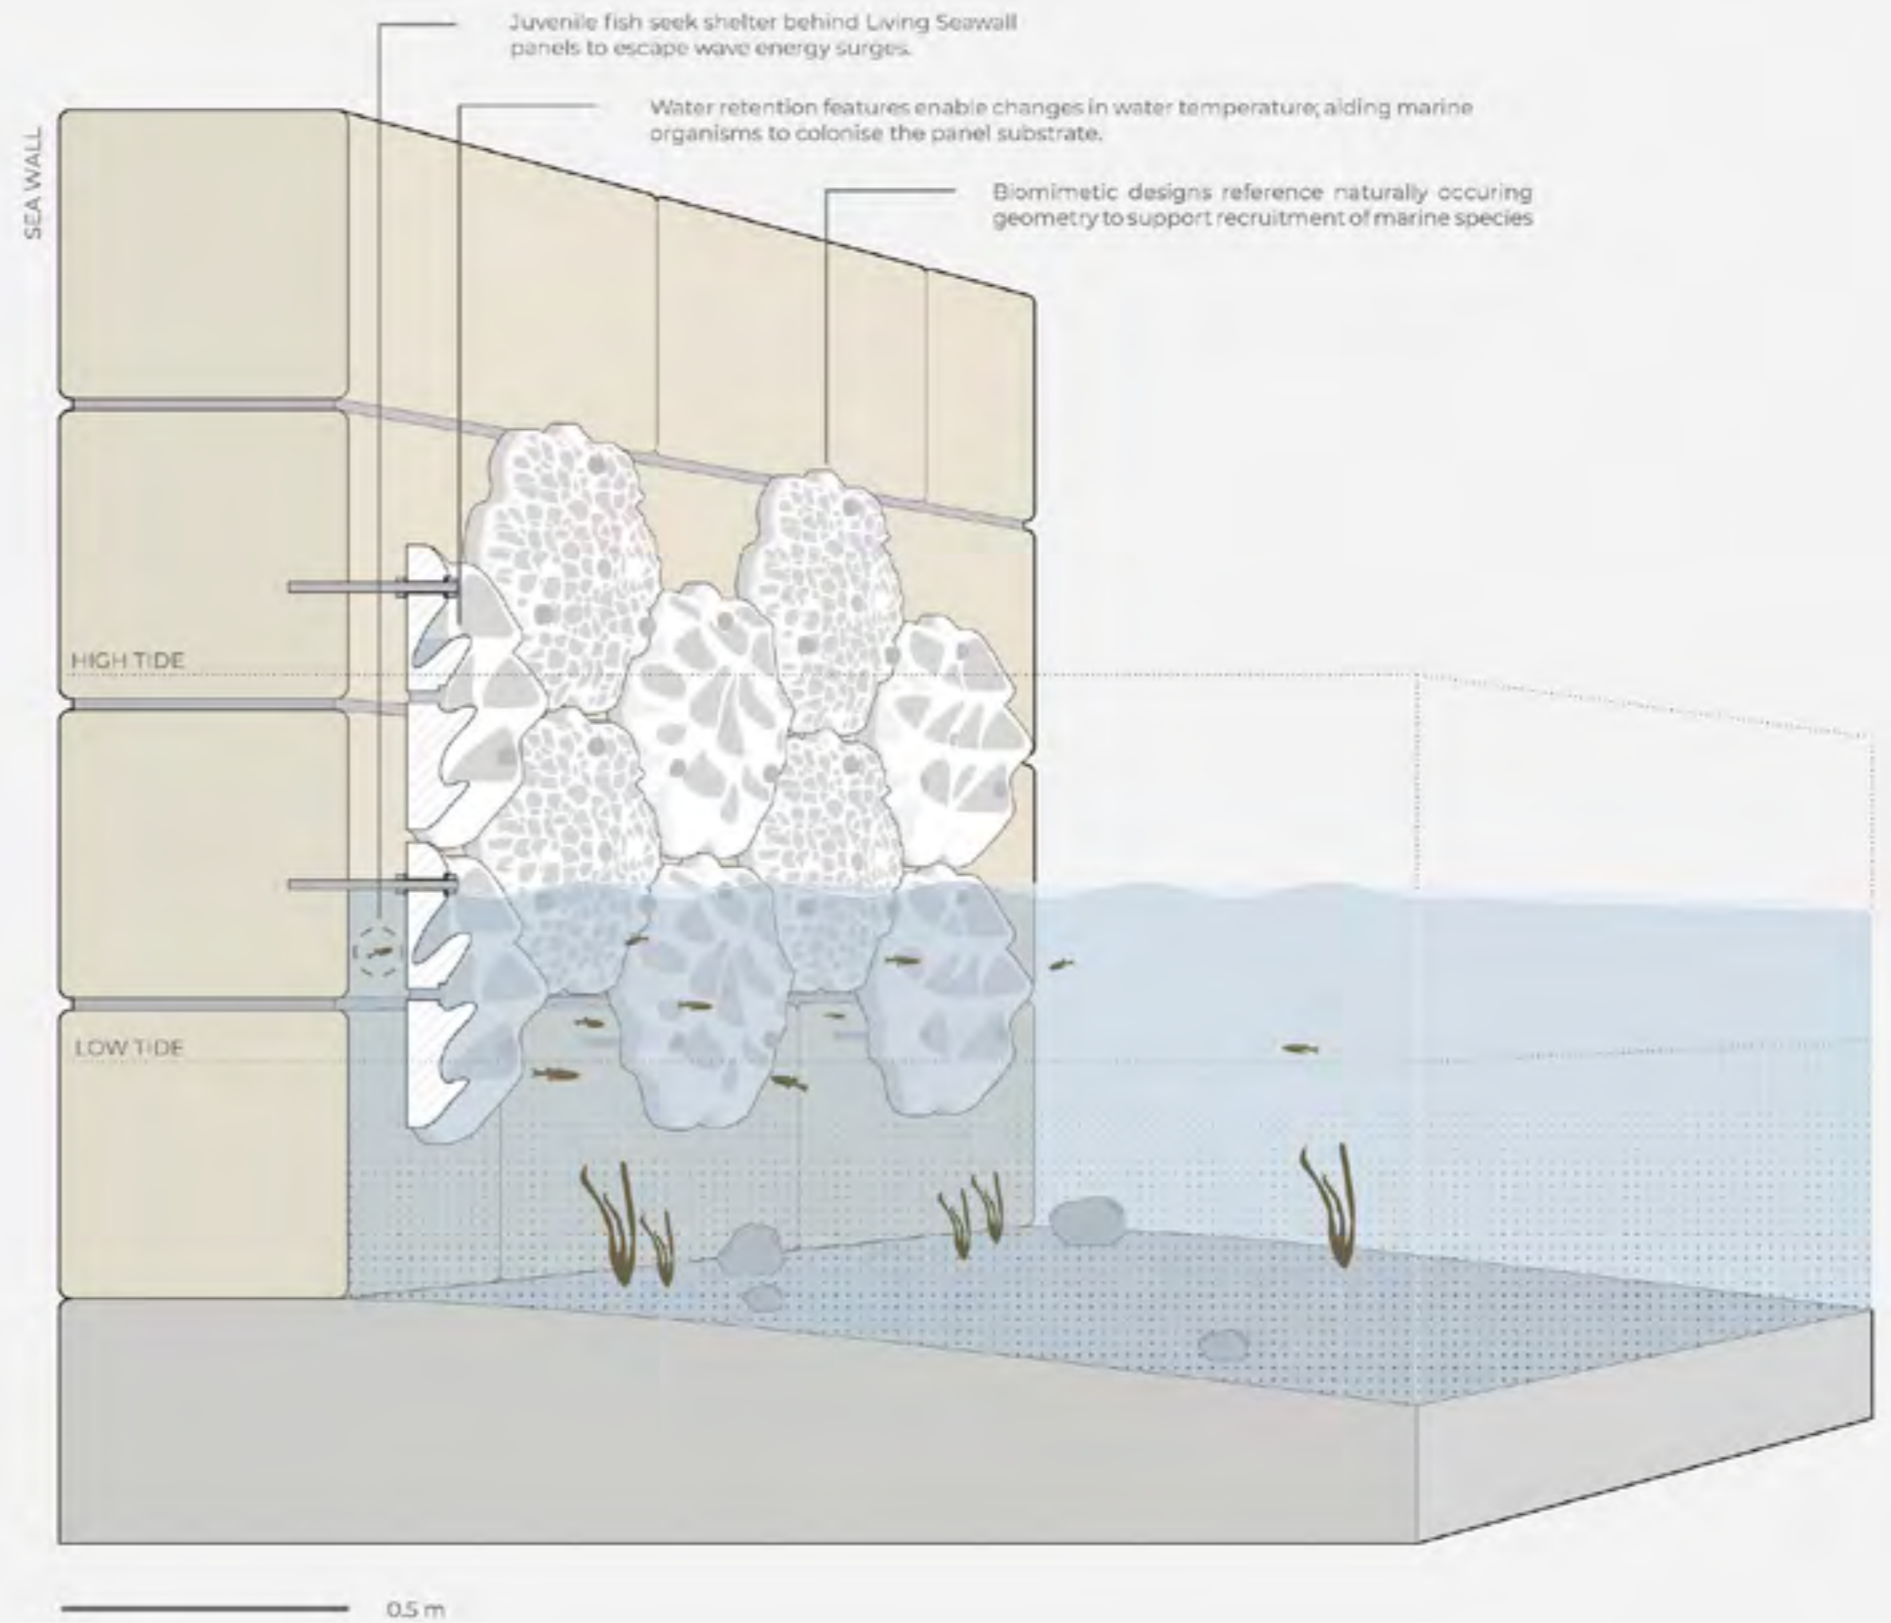 Juvenile fish seek shelter behind Living Seawall
panels to escape wave energy surges.
Water retention features enable changes in water temperature; aiding marine
organisms to colonise the panel substrate.
Biomimetic designs reference naturally occuring
geometry to support recruitment of marine species
SEA WALL
HIGH TIDE
LOW TIDE
0.5 m